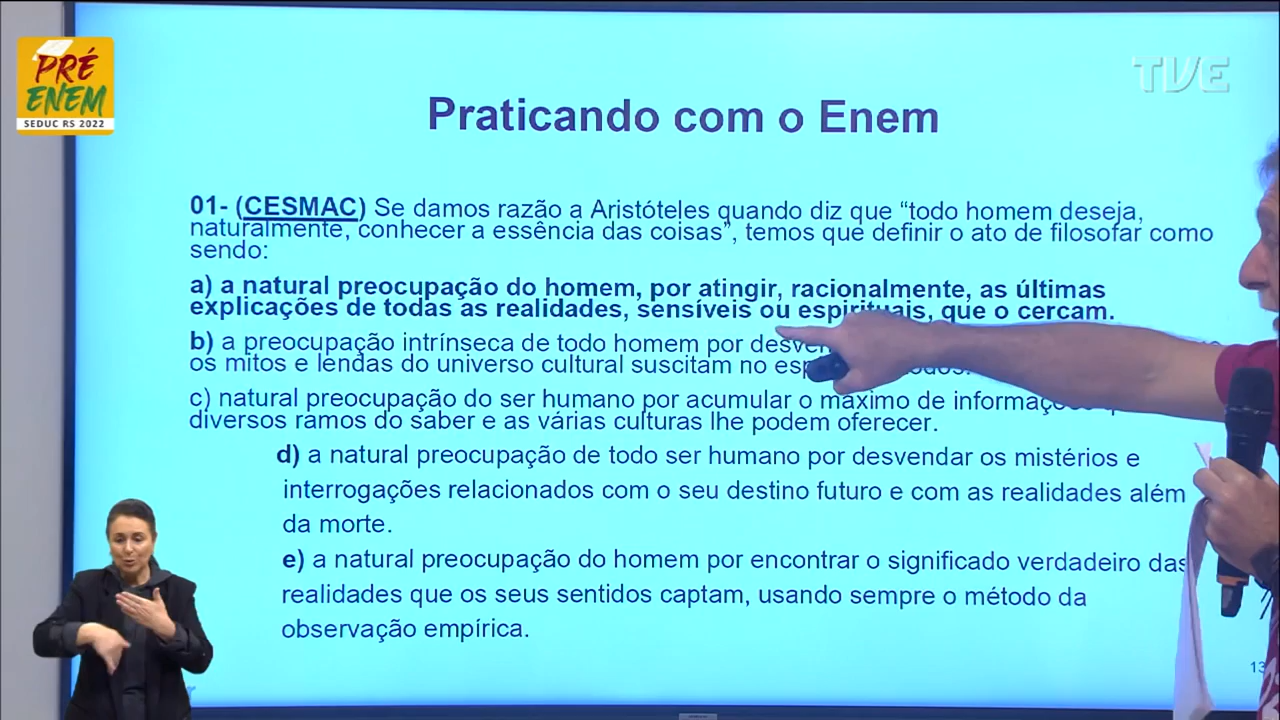 PRÉ
ENEM
SEDUC RS 2022
TVE
Praticando com o Enem
01- (CESMAC) Se damos razão a Aristóteles quando diz que “todo homem deseja,
naturalmente, conhecer a essência das coisas”, temos que definir o ato de filosofar como
sendo:
a) a natural preocupação do homem, por atingir, racionalmente, as últimas
explicações de todas as realidades, sensíveis ou espirituais, que o cercam.
b) a preocupação intrínseca de todo homem por
os mitos e lendas do universo cultural suscitam no
c) natural preocupação do ser humano por acumular o máximo de informações
diversos ramos do saber e as várias culturas lhe podem oferecer.
d) a natural preocupação de todo ser humano por desvendar os mistérios e
interrogações relacionados com o seu destino futuro e com as realidades além
da morte.
e) a natural preocupação do homem por encontrar o significado verdadeiro das
realidades que os seus sentidos captam, usando sempre o método da
observação empírica.
13